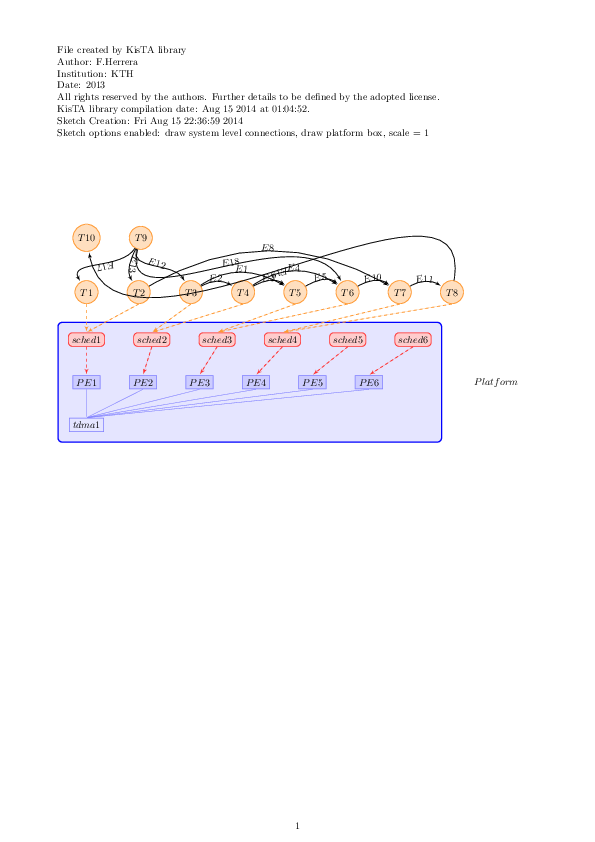 File created by KisTA library
Author: F.Herrera
Institution: KTH
Date: 2013
All rights reserved by the authors. Further details to be defined by the adopted license.
KisTA library compilation date: Aug 15 2014 at 01:04:52.
Sketch Creation: Fri Aug 15 22:36:59 2014
Sketch options enabled: draw system level connections, draw platform box, scale = 1
T10 T9
E8
E17 E12 E18 E1 E2 E4 E5 E10 E11
T1 T2 T3 T4 T5 T6 T7 T8
sched1 sched2 sched3 sched4 sched5 sched6
PE1 PE2 PE3 PE4 PE5 PE6 Platform
tdma1
1